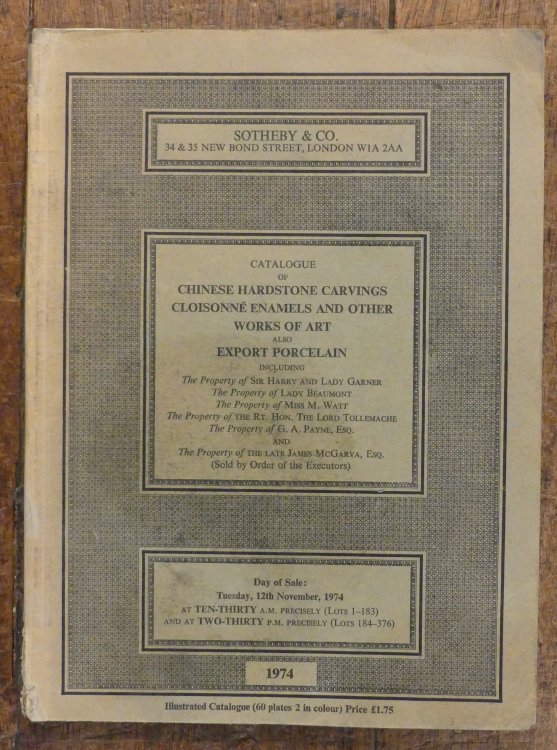 SOTHEBY & CO.
34 & 35 NEW BOND STREET, LONDON W1A 2AA
CATALOGUE
OF
CHINESE HARDSTONE CARVINGS
CLOISONNÉ ENAMELS AND OTHER
WORKS OF ART
ALSO
EXPORT PORCELAIN
INCLUDING
The Property of SIR HARRY AND LADY GARNER
The Property of LADY BEAUMONT
The Property of MISS M. WATT
The Property of THE RT. HON. THE LORD TOLLEMACHE
The Property of G. A. PAYNE, ESQ.
AND
The Property of THE LATE JAMES MCGARVA, ESQ.
(Sold by Order of the Executors)
Day of Sale:
Tuesday, 12th November, 1974
AT TEN-THIRTY A.M. PRECISELY (LOTS 1-183)
AND AT TWO-THIRTY P.M. PRECISELY (LOTS 184-376)
1974
Illustrated Catalogue (60 plates 2 in colour) Price £1.75